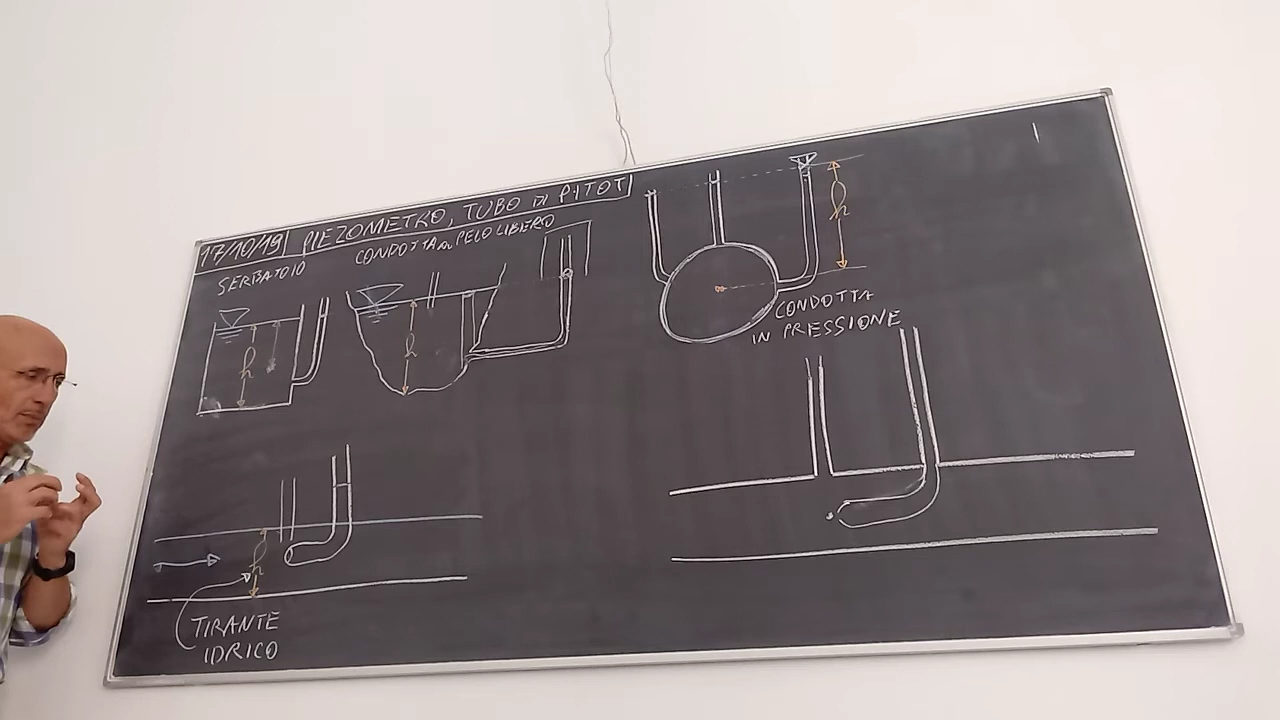 17/10/19 PIEZOMETRO, TUBO DI PITOT
SERBATOIO
CONDOTTA a PELO LIBERO
h
h
h
CONDOTTA
IN PRESSIONE
h
TIRANTE
IDRICO